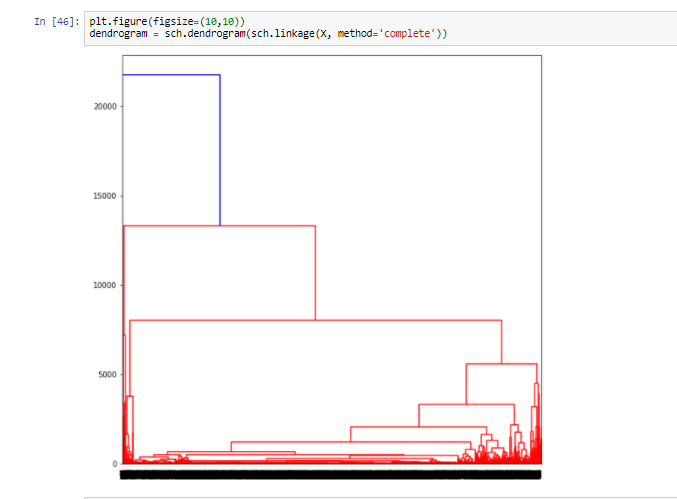 In [46]: plt.figure(figsize=(10,10))
dendrogram = sch.dendrogram(sch.linkage(X, method='complete'))
20000
15000
10000
5000
0